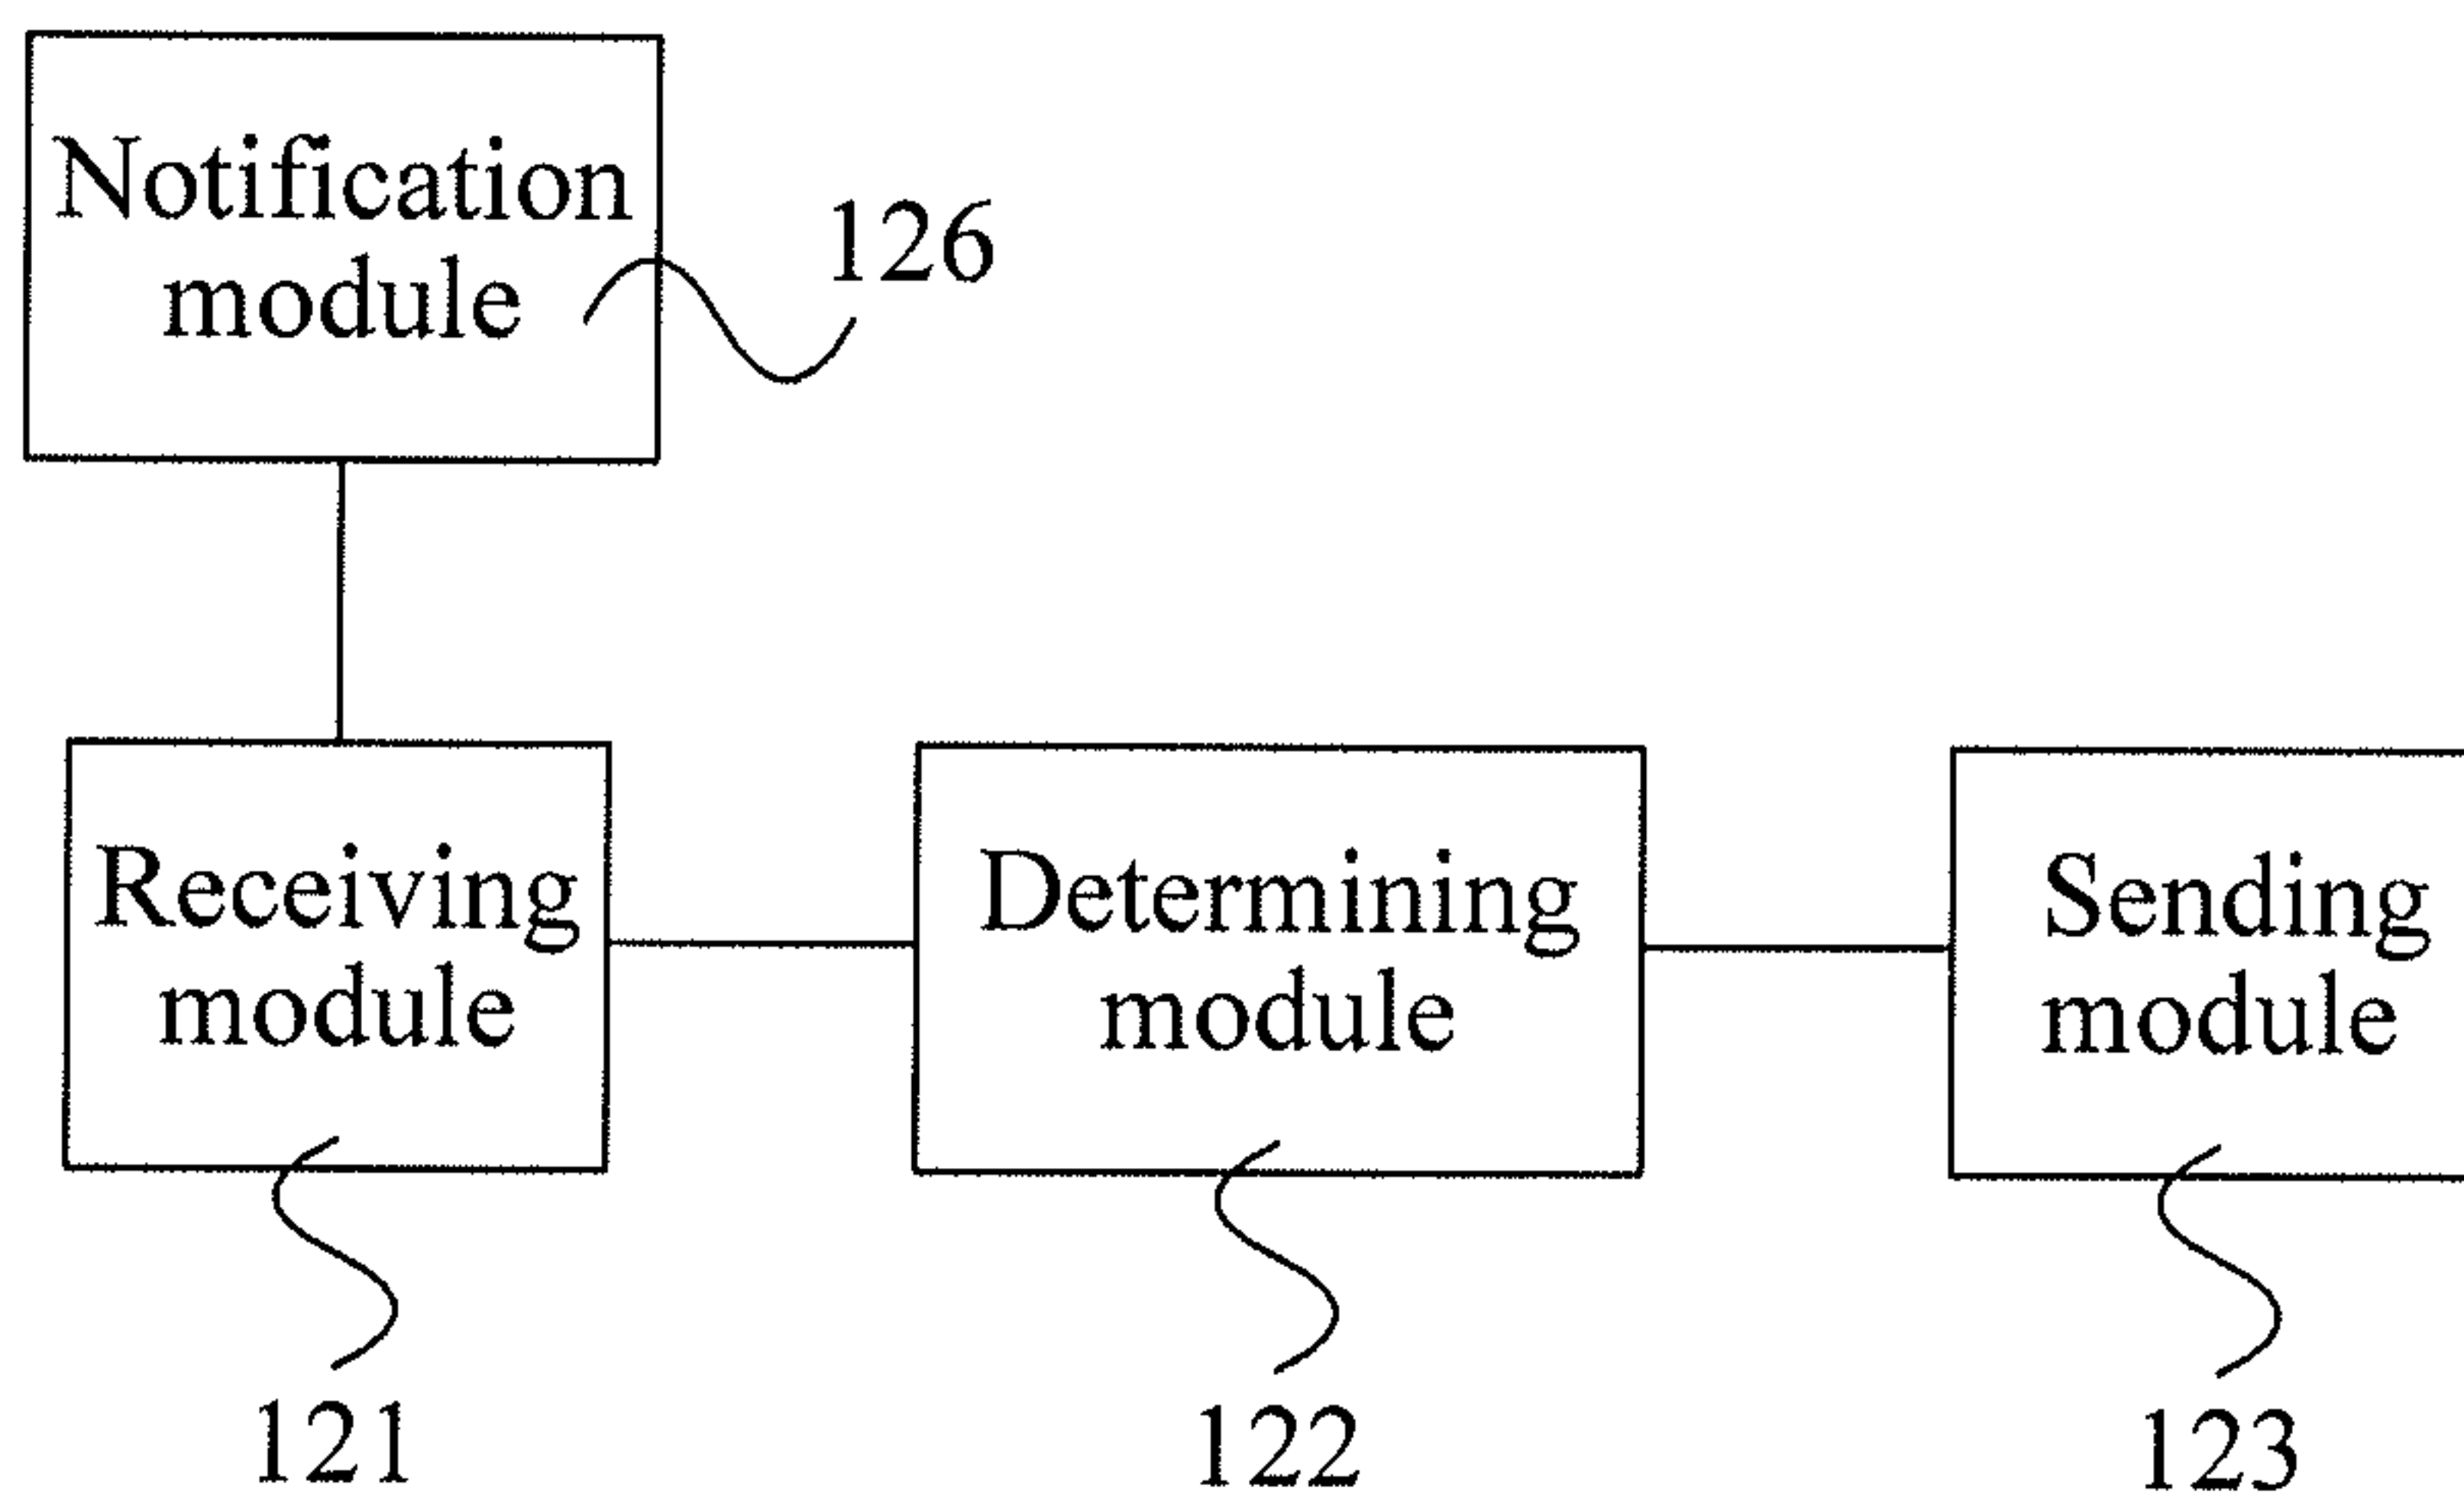 Notification
module
126
Receiving
module
Determining
module
Sending
module
121
122
123